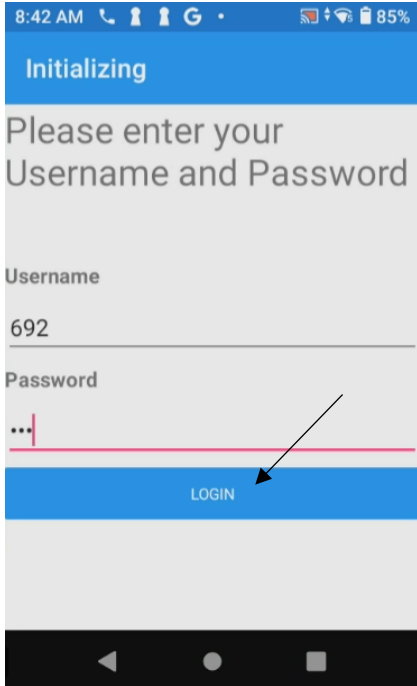 8:42 AM G 85%
Initializing
Please enter your
Username and Password
Username
692
Password
•••
LOGIN